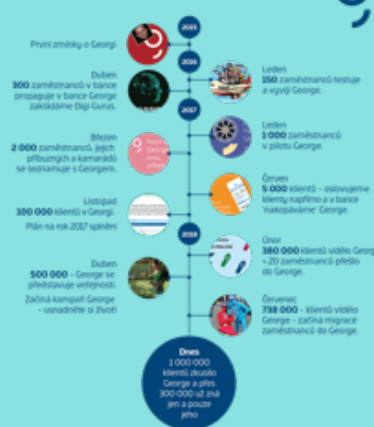 2015
První zmínky o Georgi
2016
Leden
150 zaměstnanců testuje
a vyvíjí George.
Duben
300 zaměstnanců v bance
propaguje v bance George
zakládáme Digi Gurus.
2017
Leden
1 000 zaměstnanců
v pilotu George.
Březen
2 000 zaměstnanců, jejich
příbuzných a kamarádů
se seznamuje s Georgem.
Červen
5 000 klientů – oslovujeme
klienty napřímo a v bance
'nakopáváme' George.
Listopad
100 000 klientů v Georgi.
Plán na rok 2017 splněn!
2018
Únor
380 000 klientů vidělo George
+ 20 zaměstnanců přešlo
do George.
Duben
500 000 – George se
představuje veřejnosti.
Začíná kampaň George
– usnadněte si život!
Červenec
738 000 – klientů vidělo
George – začíná migrace
zaměstnanců do George.
Dnes
1 000 000
klientů zkusilo
George a přes
300 000 už zná
jen a pouze
jeho